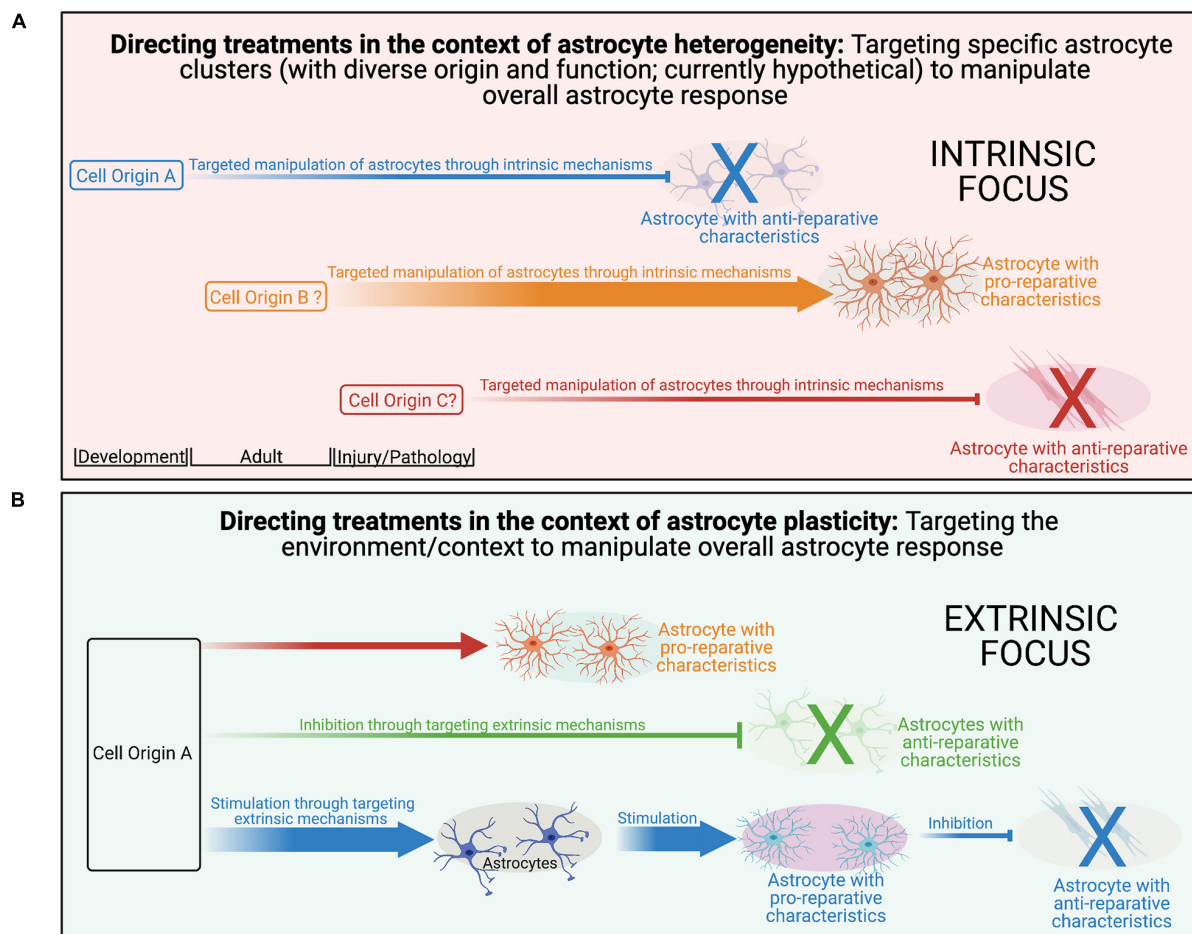 A
Directing treatments in the context of astrocyte heterogeneity: Targeting specific astrocyte
clusters (with diverse origin and function; currently hypothetical) to manipulate
overall astrocyte response
INTRINSIC
FOCUS
Cell Origin A
Targeted manipulation of astrocytes through intrinsic mechanisms
X
Astrocyte with anti-reparative
characteristics
Cell Origin B ?
Targeted manipulation of astrocytes through intrinsic mechanisms
Astrocyte with
pro-reparative
characteristics
Cell Origin C?
Targeted manipulation of astrocytes through intrinsic mechanisms
X
Astrocyte with anti-reparative
characteristics
Development
Adult
Injury/Pathology
B
Directing treatments in the context of astrocyte plasticity: Targeting the
environment/context to manipulate overall astrocyte response
EXTRINSIC
FOCUS
Cell Origin A
Astrocyte with
pro-reparative
characteristics
Inhibition through targeting extrinsic mechanisms
X
Astrocytes with
anti-reparative
characteristics
Stimulation through targeting
extrinsic mechanisms
Astrocytes
Stimulation
Astrocyte with
pro-reparative
characteristics
Inhibition
X
Astrocyte with
anti-reparative
characteristics